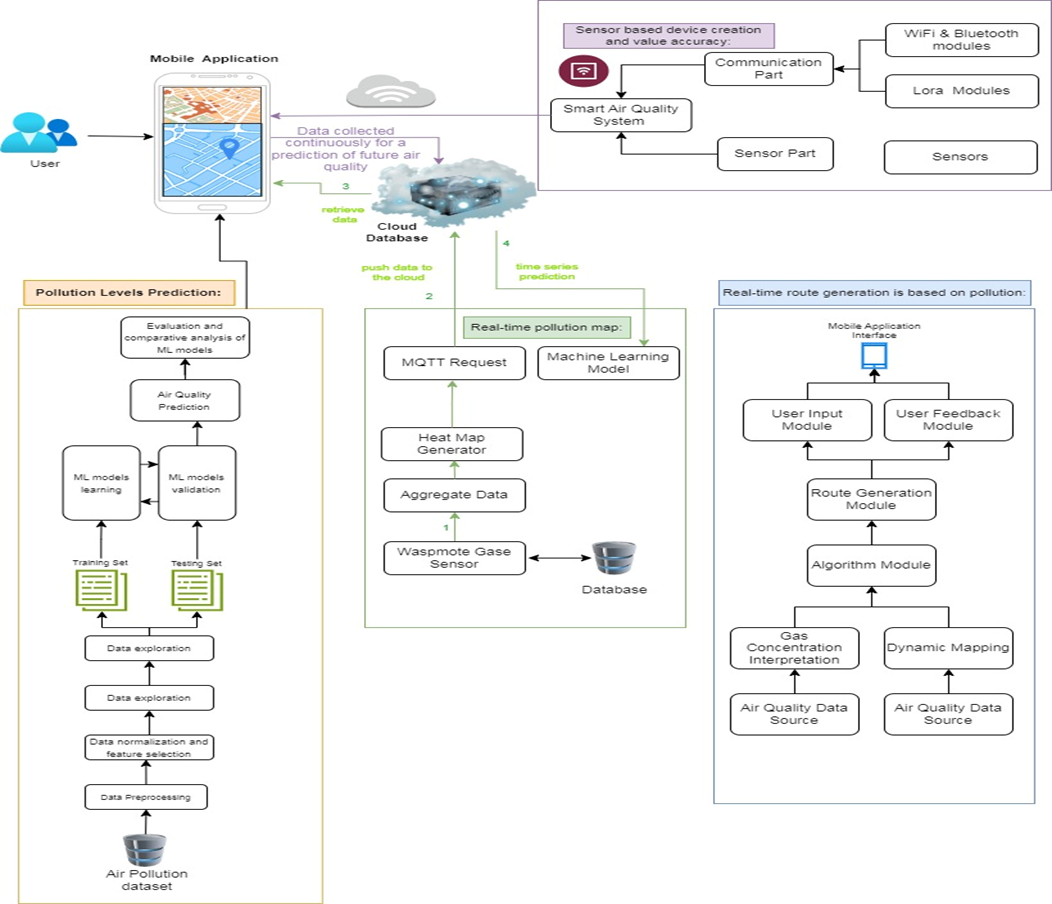 Sensor based device creation
and value accuracy:
WiFi & Bluetooth
modules
Communication
Part
Lora Modules
Smart Air Quality
System
Sensor Part
Sensors
Mobile Application
User
Data collected
continuously for a
prediction of future air
quality
3
retrieve
data
Cloud
Database
4
push data to
the cloud
time series
prediction
2
Pollution Levels Prediction:
Evaluation and
comparative analysis of
ML models
Air Quality
Prediction
ML models
learning
ML models
validation
Training Set
Testing Set
Data exploration
Data exploration
Data normalization and
feature selection
Data Preprocessing
Air Pollution
dataset
Real-time pollution map:
MQTT Request
Machine Learning
Model
Heat Map
Generator
Aggregate Data
1
Waspmote Gase
Sensor
Database
Real-time route generation is based on pollution:
Mobile Application
Interface
User Input
Module
User Feedback
Module
Route Generation
Module
Algorithm Module
Gas
Concentration
Interpretation
Dynamic Mapping
Air Quality Data
Source
Air Quality Data
Source